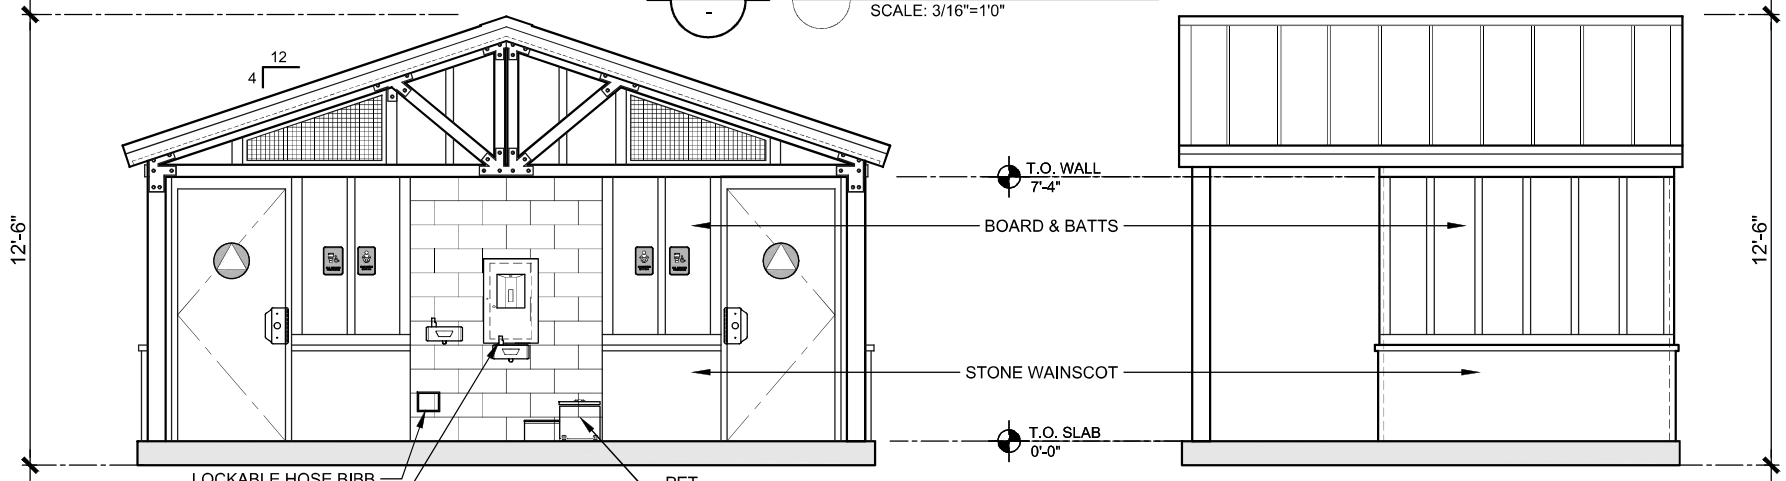 -
SCALE: 3/16"=1'0"
12
4
T.O. WALL
7'-4"
12'-6"
BOARD & BATTS
12'-6"
STONE WAINSCOT
T.O. SLAB
0'-0"
LOCKABLE HOSE BIBB
PET